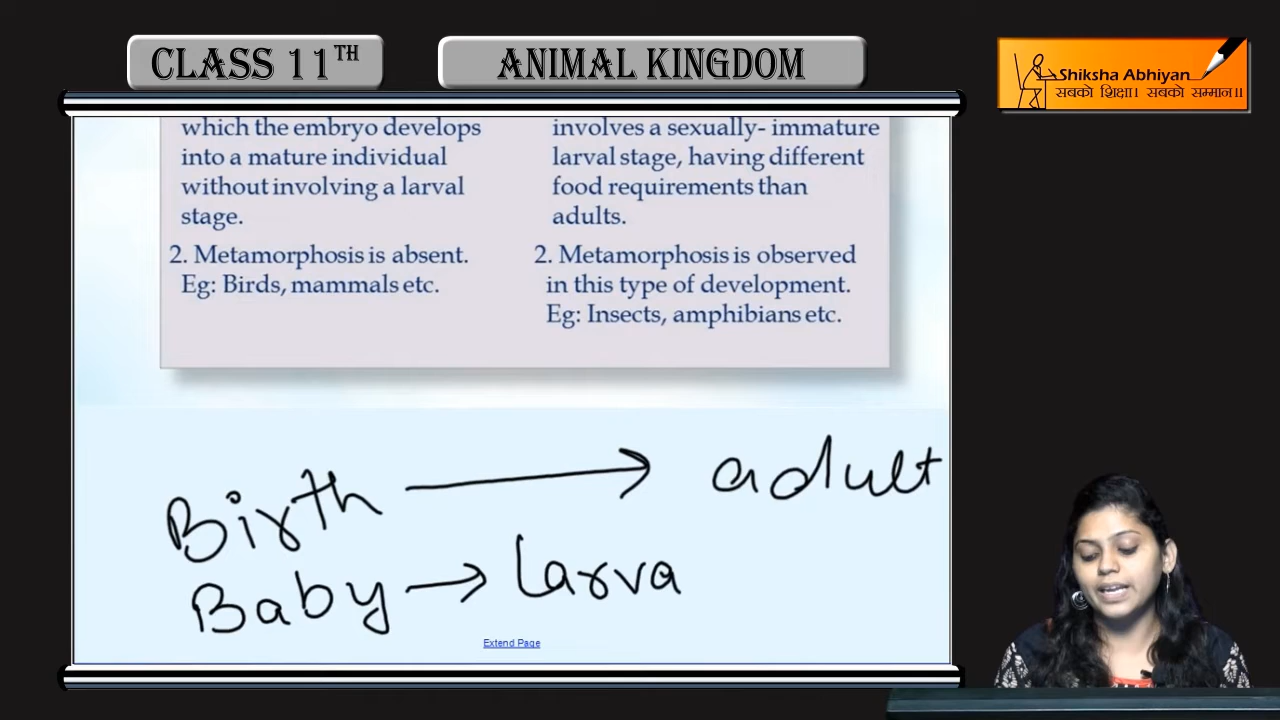 CLASS 11TH
ANIMAL KINGDOM
Shiksha Abhiyan
सबको शिक्षा। सबको सम्मान।।
which the embryo develops
into a mature individual
without involving a larval
stage.
2. Metamorphosis is absent.
Eg: Birds, mammals etc.
involves a sexually- immature
larval stage, having different
food requirements than
adults.
2. Metamorphosis is observed
in this type of development.
Eg: Insects, amphibians etc.
Birth → adult
Baby → Larva
Extend Page